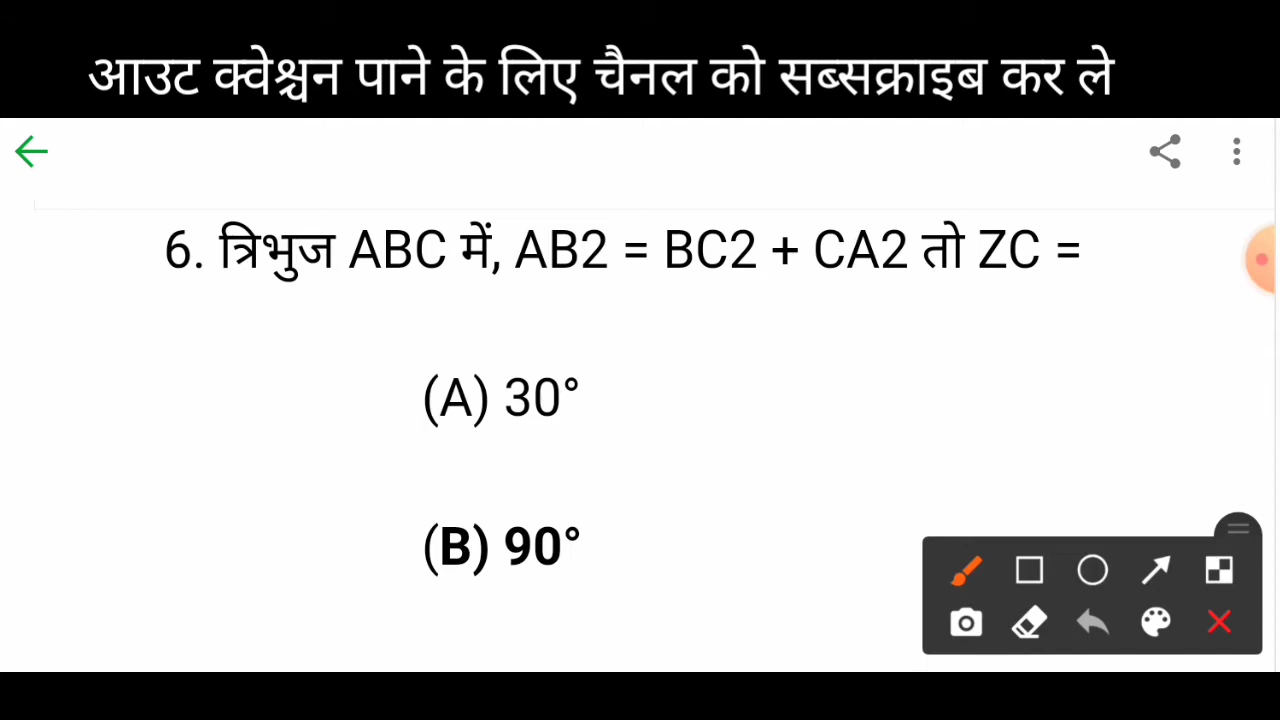 आउट क्वेश्चन पाने के लिए चैनल को सब्सक्राइब कर ले
6. त्रिभुज ABC में, AB2 = BC2 + CA2 तो ZC =
(A) 30°
(B) 90°